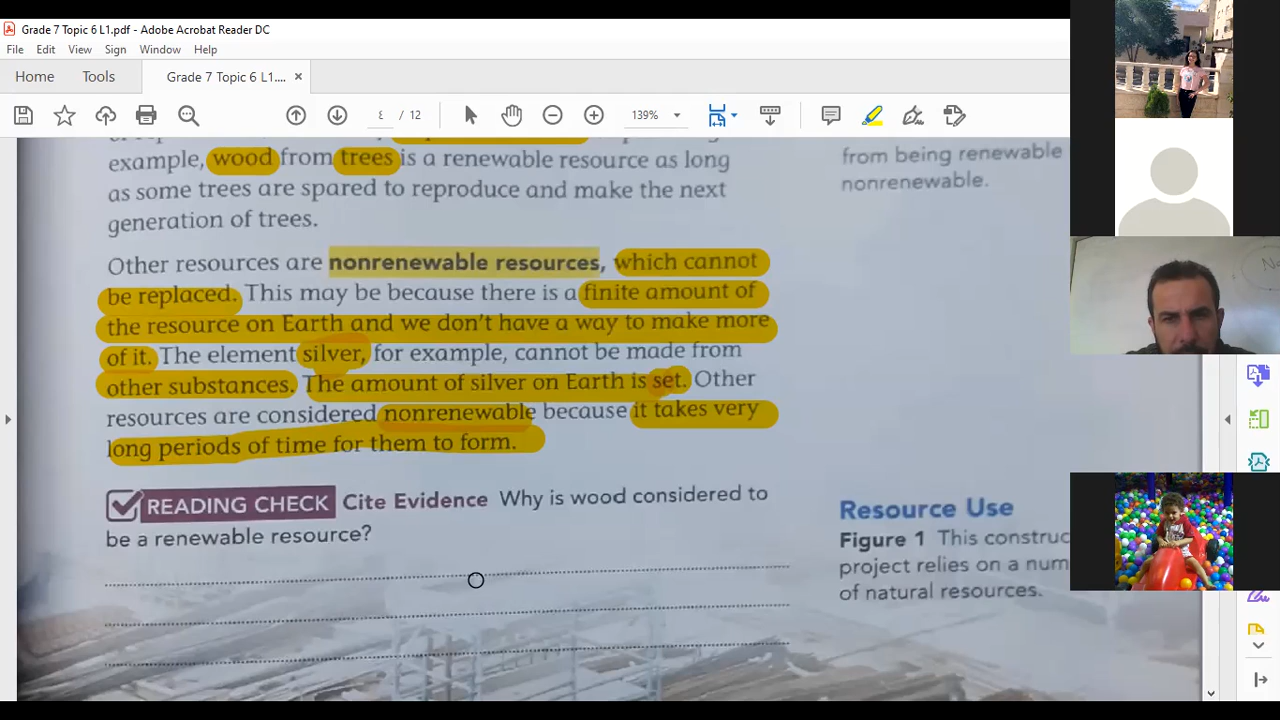 Grade 7 Topic 6 L1.pdf - Adobe Acrobat Reader DC
File Edit View Sign Window Help
Home Tools Grade 7 Topic 6 L1.... ×
8 / 12 139%
example, wood from trees is a renewable resource as long
as some trees are spared to reproduce and make the next
generation of trees.
Other resources are nonrenewable resources, which cannot
be replaced. This may be because there is a finite amount of
the resource on Earth and we don't have a way to make more
of it. The element silver, for example, cannot be made from
other substances. The amount of silver on Earth is set. Other
resources are considered nonrenewable because it takes very
long periods of time for them to form.
READING CHECK Cite Evidence Why is wood considered to
be a renewable resource?
from being renewable
nonrenewable.
Resource Use
Figure 1 This construc
project relies on a num
of natural resources.